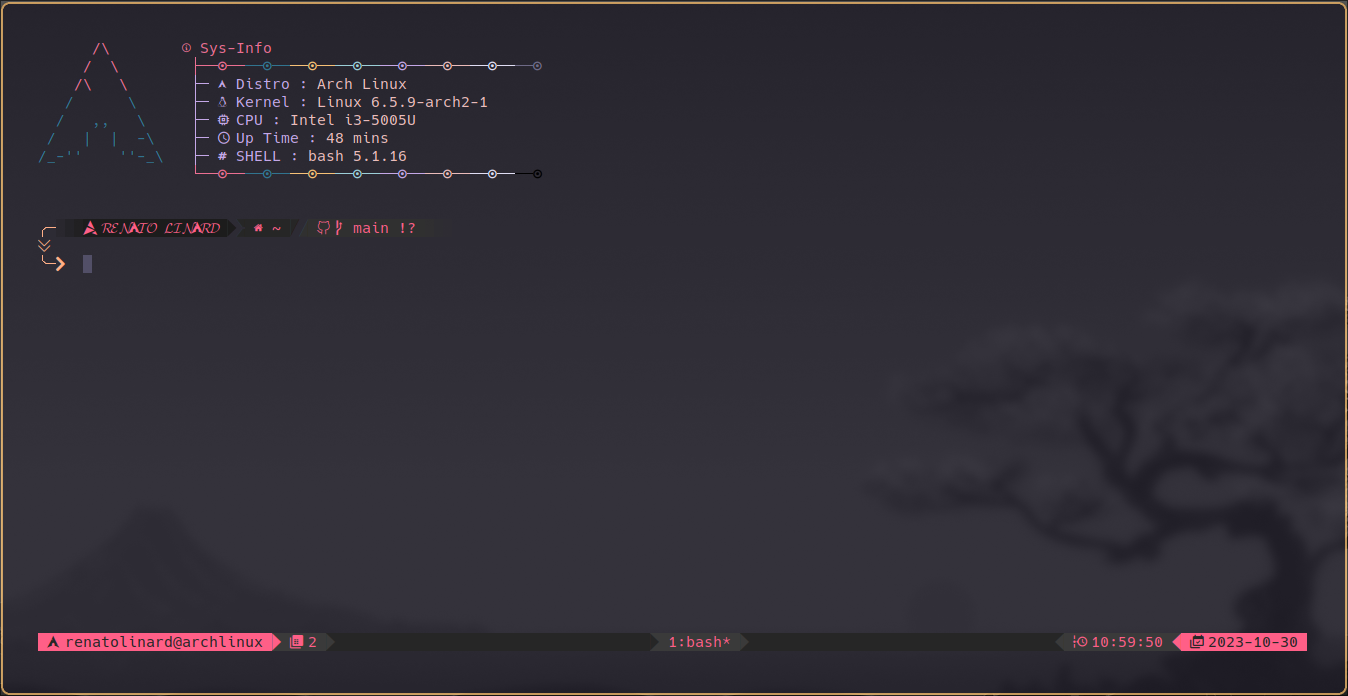 Sys-Info
Distro : Arch Linux
Kernel : Linux 6.5.9-arch2-1
CPU : Intel i3-5005U
Up Time : 48 mins
# SHELL : bash 5.1.16
RENATO LINARD ~ main !?
renatolinard@archlinux 2 1:bash* 10:59:50 2023-10-30